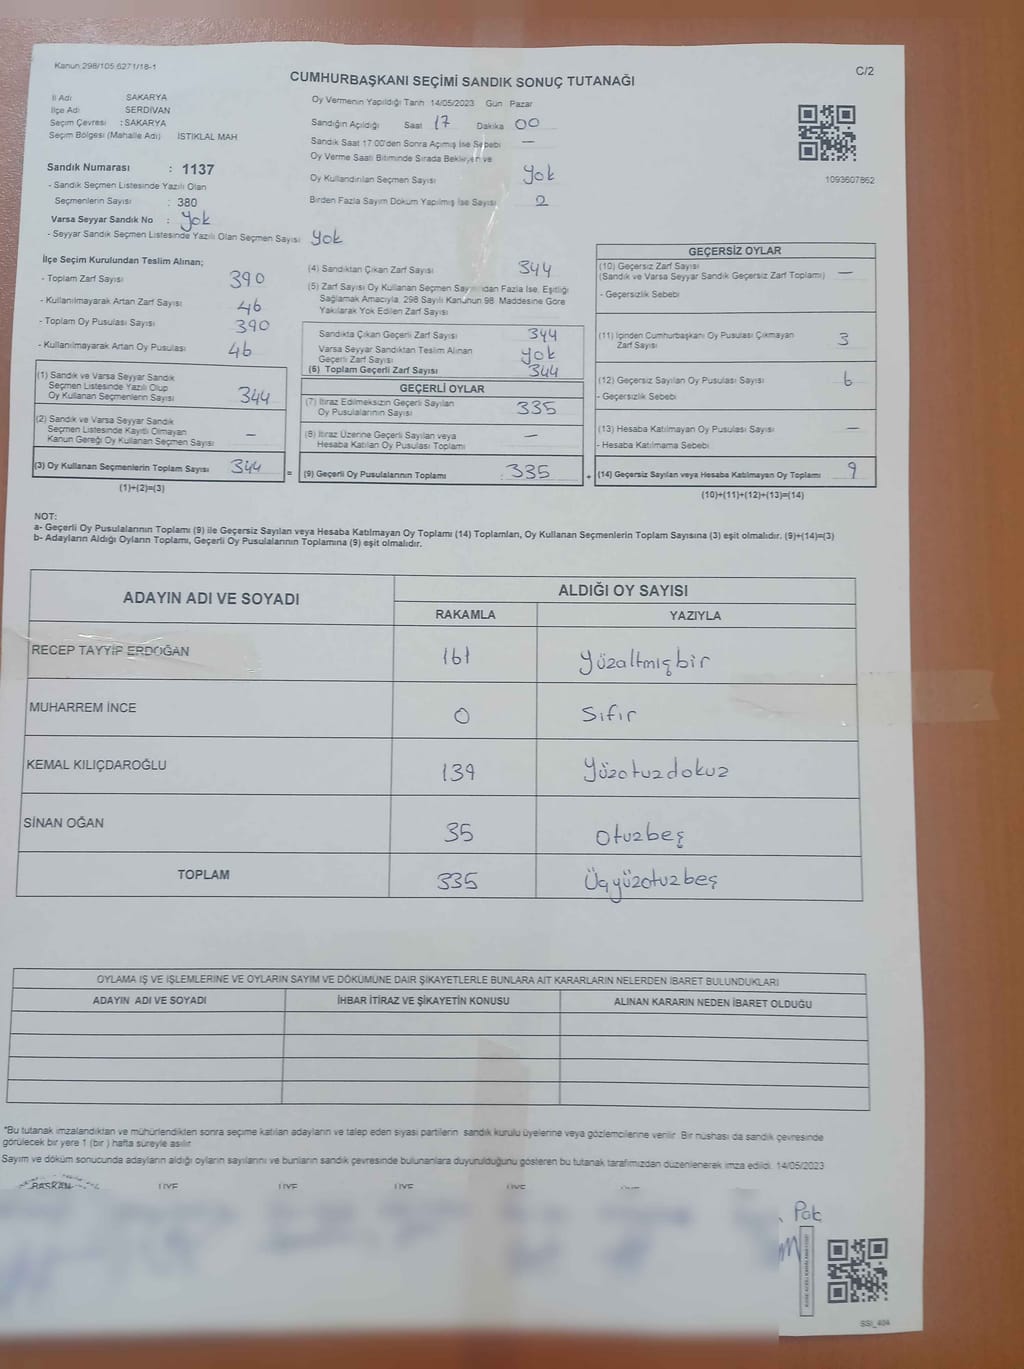 Kanun 298/105 6271/18-1
C/2
CUMHURBAŞKANI SEÇİMİ SANDIK SONUÇ TUTANAĞI
İl Adı SAKARYA
İlçe Adı SERDİVAN
Seçim Çevresi : SAKARYA
Seçim Bölgesi (Mahalle Adı) İSTİKLAL MAH
Sandık Numarası : 1137
- Sandık Seçmen Listesinde Yazılı Olan
Seçmenlerin Sayısı : 380
Varsa Seyyar Sandık No : Yok
- Seyyar Sandık Seçmen Listesinde Yazılı Olan Seçmen Sayısı Yok
Oy Vermenin Yapıldığı Tarih 14/05/2023 Gün Pazar
Sandığın Açıldığı Saat 17 Dakika 00
Sandık Saat 17:00'den Sonra Açılmış İse Sebebi —
Oy Verme Saati Bitiminde Sırada Bekleyen ve
Oy Kullandırılan Seçmen Sayısı Yok
Birden Fazla Sayım Döküm Yapılmış İse Sayısı 2
1093607862
İlçe Seçim Kurulundan Teslim Alınan;
- Toplam Zarf Sayısı 390
- Kullanılmayarak Artan Zarf Sayısı 46
- Toplam Oy Pusulası Sayısı 390
- Kullanılmayarak Artan Oy Pusulası 46
(1) Sandık ve Varsa Seyyar Sandık
Seçmen Listesinde Yazılı Olup
Oy Kullanan Seçmenlerin Sayısı 344
(2) Sandık ve Varsa Seyyar Sandık
Seçmen Listesinde Kayıtlı Olmayan
Kanun Gereği Oy Kullanan Seçmen Sayısı —
(3) Oy Kullanan Seçmenlerin Toplam Sayısı 344
(1)+(2)=(3)
(4) Sandıktan Çıkan Zarf Sayısı 344
(5) Zarf Sayısı Oy Kullanan Seçmen Sayısından Fazla İse, Eşitliği
Sağlamak Amacıyla, 298 Sayılı Kanunun 98. Maddesine Göre
Yakılarak Yok Edilen Zarf Sayısı
Sandıkta Çıkan Geçerli Zarf Sayısı 344
Varsa Seyyar Sandıktan Teslim Alınan
Geçerli Zarf Sayısı Yok
(6) Toplam Geçerli Zarf Sayısı 344
GEÇERLİ OYLAR
(7) İtiraz Edilmeksizin Geçerli Sayılan
Oy Pusulalarının Sayısı 335
(8) İtiraz Üzerine Geçerli Sayılan veya
Hesaba Katılan Oy Pusulası Toplamı —
= (9) Geçerli Oy Pusulalarının Toplamı : 335 +
GEÇERSİZ OYLAR
(10) Geçersiz Zarf Sayısı
(Sandık ve Varsa Seyyar Sandık Geçersiz Zarf Toplamı) —
- Geçersizlik Sebebi
(11) İçinden Cumhurbaşkanı Oy Pusulası Çıkmayan
Zarf Sayısı 3
(12) Geçersiz Sayılan Oy Pusulası Sayısı 6
- Geçersizlik Sebebi
(13) Hesaba Katılmayan Oy Pusulası Sayısı —
- Hesaba Katılmama Sebebi
(14) Geçersiz Sayılan veya Hesaba Katılmayan Oy Toplamı 9
(10)+(11)+(12)+(13)=(14)
NOT:
a- Geçerli Oy Pusulalarının Toplamı (9) ile Geçersiz Sayılan veya Hesaba Katılmayan Oy Toplamı (14) Toplamları, Oy Kullanan Seçmenlerin Toplam Sayısına (3) eşit olmalıdır. (9)+(14)=(3)
b- Adayların Aldığı Oyların Toplamı, Geçerli Oy Pusulalarının Toplamına (9) eşit olmalıdır.
ADAYIN ADI VE SOYADI ALDIĞI OY SAYISI
RAKAMLA YAZIYLA
RECEP TAYYİP ERDOĞAN 161 Yüzaltmışbir
MUHARREM İNCE 0 Sıfır
KEMAL KILIÇDAROĞLU 139 Yüzotuzdokuz
SİNAN OĞAN 35 Otuzbeş
TOPLAM 335 Üçyüzotuzbeş
OYLAMA İŞ VE İŞLEMLERİNE VE OYLARIN SAYIM VE DÖKÜMÜNE DAİR ŞİKAYETLERLE BUNLARA AİT KARARLARIN NELERDEN İBARET BULUNDUKLARI
ADAYIN ADI VE SOYADI İHBAR İTİRAZ VE ŞİKAYETİN KONUSU ALINAN KARARIN NEDEN İBARET OLDUĞU
*Bu tutanak imzalandıktan ve mühürlendikten sonra seçime katılan adayların ve talep eden siyasi partilerin sandık kurulu üyelerine veya gözlemcilerine verilir. Bir nüshası da sandık çevresinde
görülecek bir yere 1 (bir) hafta süreyle asılır.
Sayım ve döküm sonucunda adayların aldığı oyların sayılarını ve bunların sandık çevresinde bulunanlara duyurulduğunu gösteren bu tutanak tarafımızdan düzenlenerek imza edildi. 14/05/2023
BAŞKAN ÜYE ÜYE ÜYE ÜYE
SSI_404